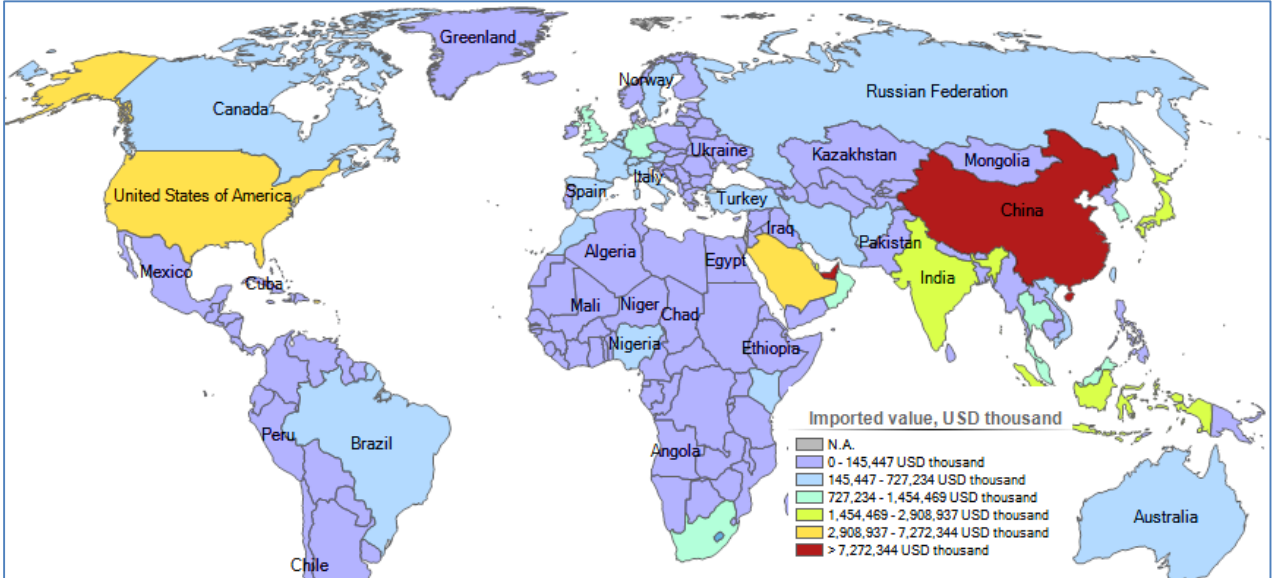 Greenland
Norway
Canada
Russian Federation
Ukraine
Kazakhstan
Mongolia
Italy
United States of America
Spain
Turkey
China
Iraq
Pakistan
Algeria
Egypt
India
Mexico
Cuba
Mali
Niger
Chad
Nigeria
Ethiopia
Peru
Brazil
Angola
Australia
Chile
Imported value, USD thousand
N.A.
0 - 145,447 USD thousand
145,447 - 727,234 USD thousand
727,234 - 1,454,469 USD thousand
1,454,469 - 2,908,937 USD thousand
2,908,937 - 7,272,344 USD thousand
> 7,272,344 USD thousand